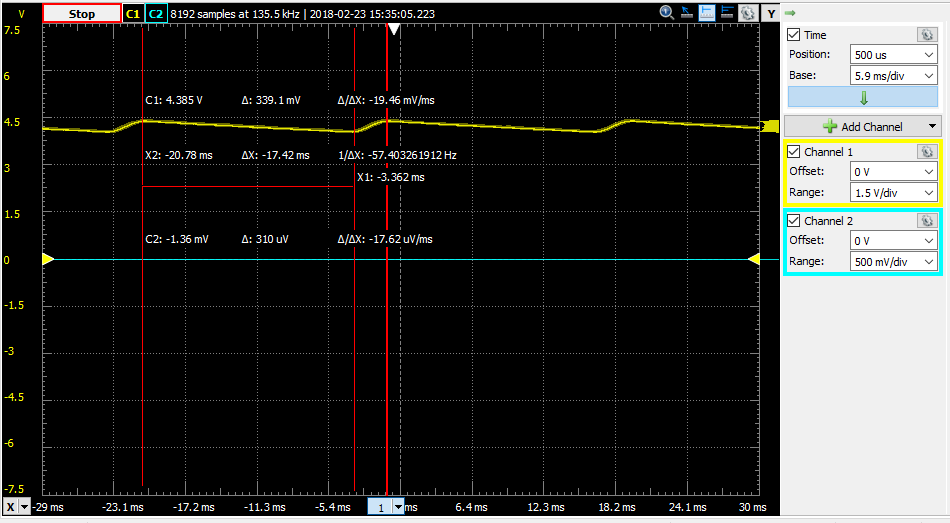 V Stop C1 C2 8192 samples at 135.5 kHz | 2018-02-23 15:35:05.223 Y
7.5
6
4.5
3
1.5
0
-1.5
-3
-4.5
-6
-7.5
C1: 4.385 V Δ: 339.1 mV Δ/ΔX: -19.46 mV/ms
X2: -20.78 ms ΔX: -17.42 ms 1/ΔX: -57.403261912 Hz
X1: -3.362 ms
C2: -1.36 mV Δ: 310 uV Δ/ΔX: -17.62 uV/ms
X -29 ms -23.1 ms -17.2 ms -11.3 ms -5.4 ms 1 ms 6.4 ms 12.3 ms 18.2 ms 24.1 ms 30 ms
Time
Position: 500 us
Base: 5.9 ms/div
Add Channel
Channel 1
Offset: 0 V
Range: 1.5 V/div
Channel 2
Offset: 0 V
Range: 500 mV/div